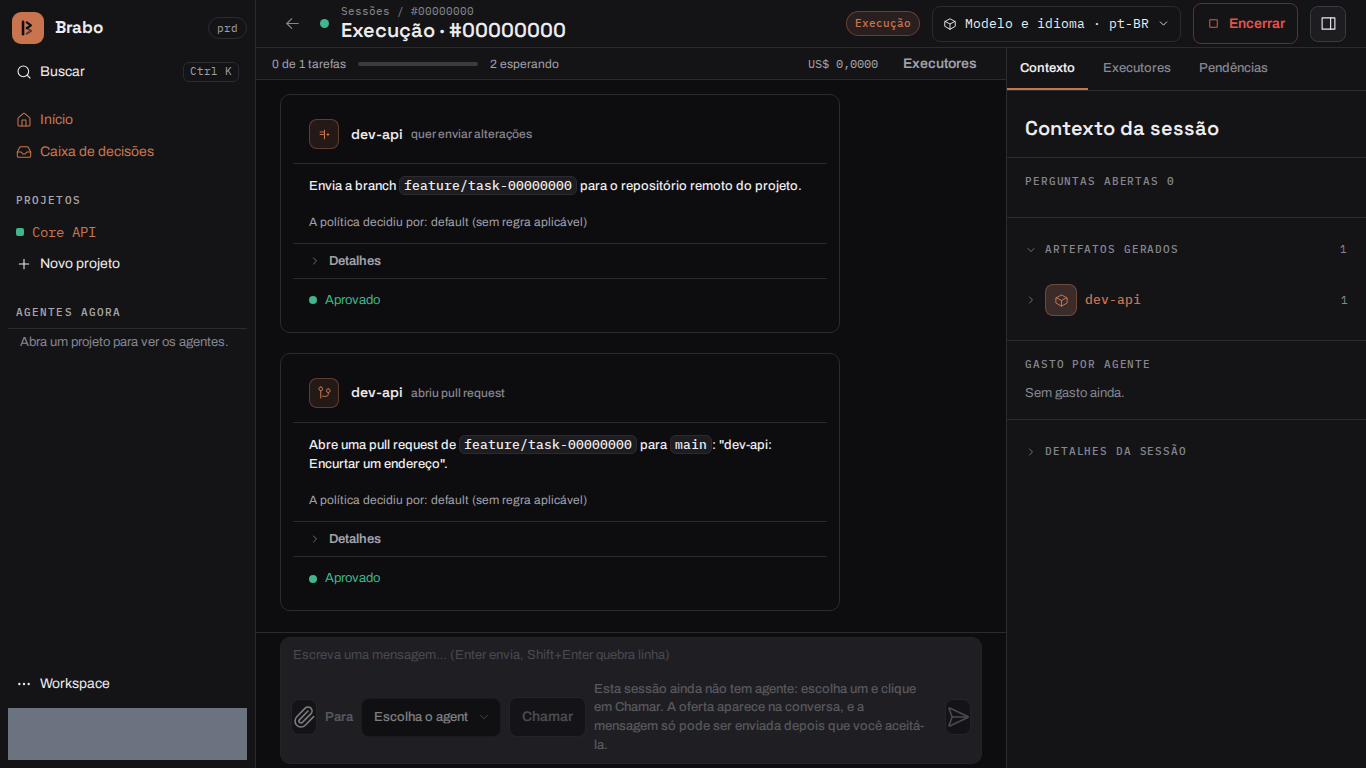 Brabo
prd
Buscar
Ctrl K
Início
Caixa de decisões
PROJETOS
Core API
Novo projeto
AGENTES AGORA
Abra um projeto para ver os agentes.
Workspace
Sessões / #00000000
Execução · #00000000
Execução
Modelo e idioma · pt-BR
Encerrar
0 de 1 tarefas
2 esperando
US$ 0,0000
Executores
dev-api quer enviar alterações
Envia a branch feature/task-00000000 para o repositório remoto do projeto.
A política decidiu por: default (sem regra aplicável)
Detalhes
Aprovado
dev-api abriu pull request
Abre uma pull request de feature/task-00000000 para main: "dev-api:
Encurtar um endereço".
A política decidiu por: default (sem regra aplicável)
Detalhes
Aprovado
Escreva uma mensagem... (Enter envia, Shift+Enter quebra linha)
Para
Escolha o agent
Chamar
Esta sessão ainda não tem agente: escolha um e clique
em Chamar. A oferta aparece na conversa, e a
mensagem só pode ser enviada depois que você aceitá-
la.
Contexto
Executores
Pendências
Contexto da sessão
PERGUNTAS ABERTAS 0
ARTEFATOS GERADOS 1
dev-api 1
GASTO POR AGENTE
Sem gasto ainda.
DETALHES DA SESSÃO